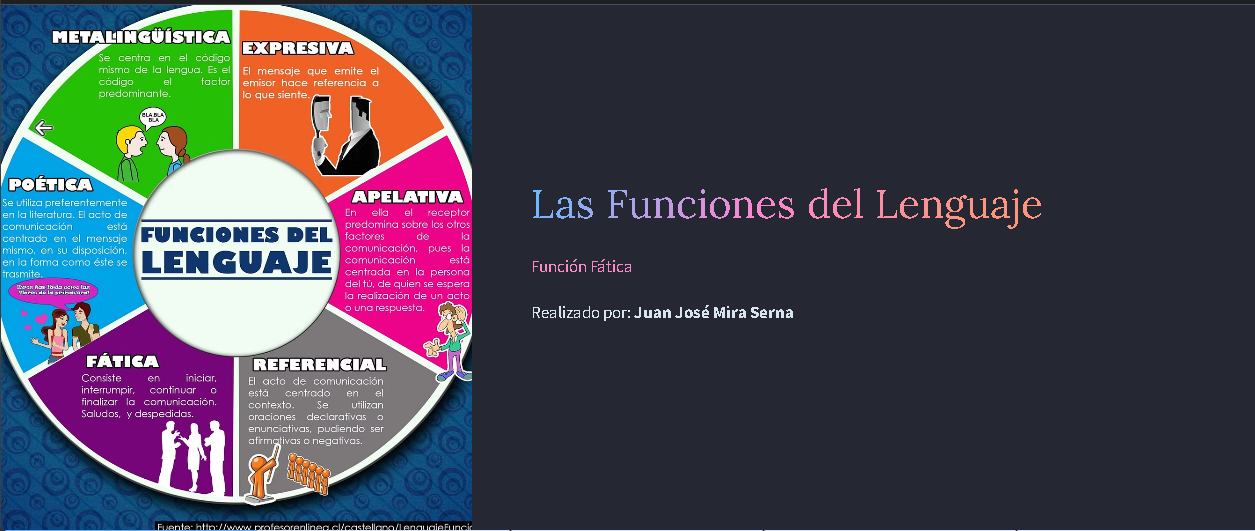 METALINGÜÍSTICA
Se centra en el código
mismo de la lengua. Es el
código el factor
predominante.
BLA,BLA
BLA
EXPRESIVA
El mensaje que emite el
emisor hace referencia a
lo que siente.
POÉTICA
Se utiliza preferentemente
en la literatura. El acto de
comunicación está
centrado en el mensaje
mismo, en su disposición,
en la forma como éste se
trasmite.
APELATIVA
En ella el receptor
predomina sobre los otros
factores de la
comunicación, pues la
comunicación está
centrada en la persona
del tú, de quien se espera
la realización de un acto
o una respuesta.
FUNCIONES DEL
LENGUAJE
FÁTICA
Consiste en iniciar,
interrumpir, continuar o
finalizar la comunicación.
Saludos, y despedidas.
REFERENCIAL
El acto de comunicación
está centrado en el
contexto. Se utilizan
oraciones declarativas o
enunciativas, pudiendo ser
afirmativas o negativas.
Fuente: http://www.profesorenlinea.cl/castellano/LenguajeFuncio
Las Funciones del Lenguaje
Función Fática
Realizado por: Juan José Mira Serna